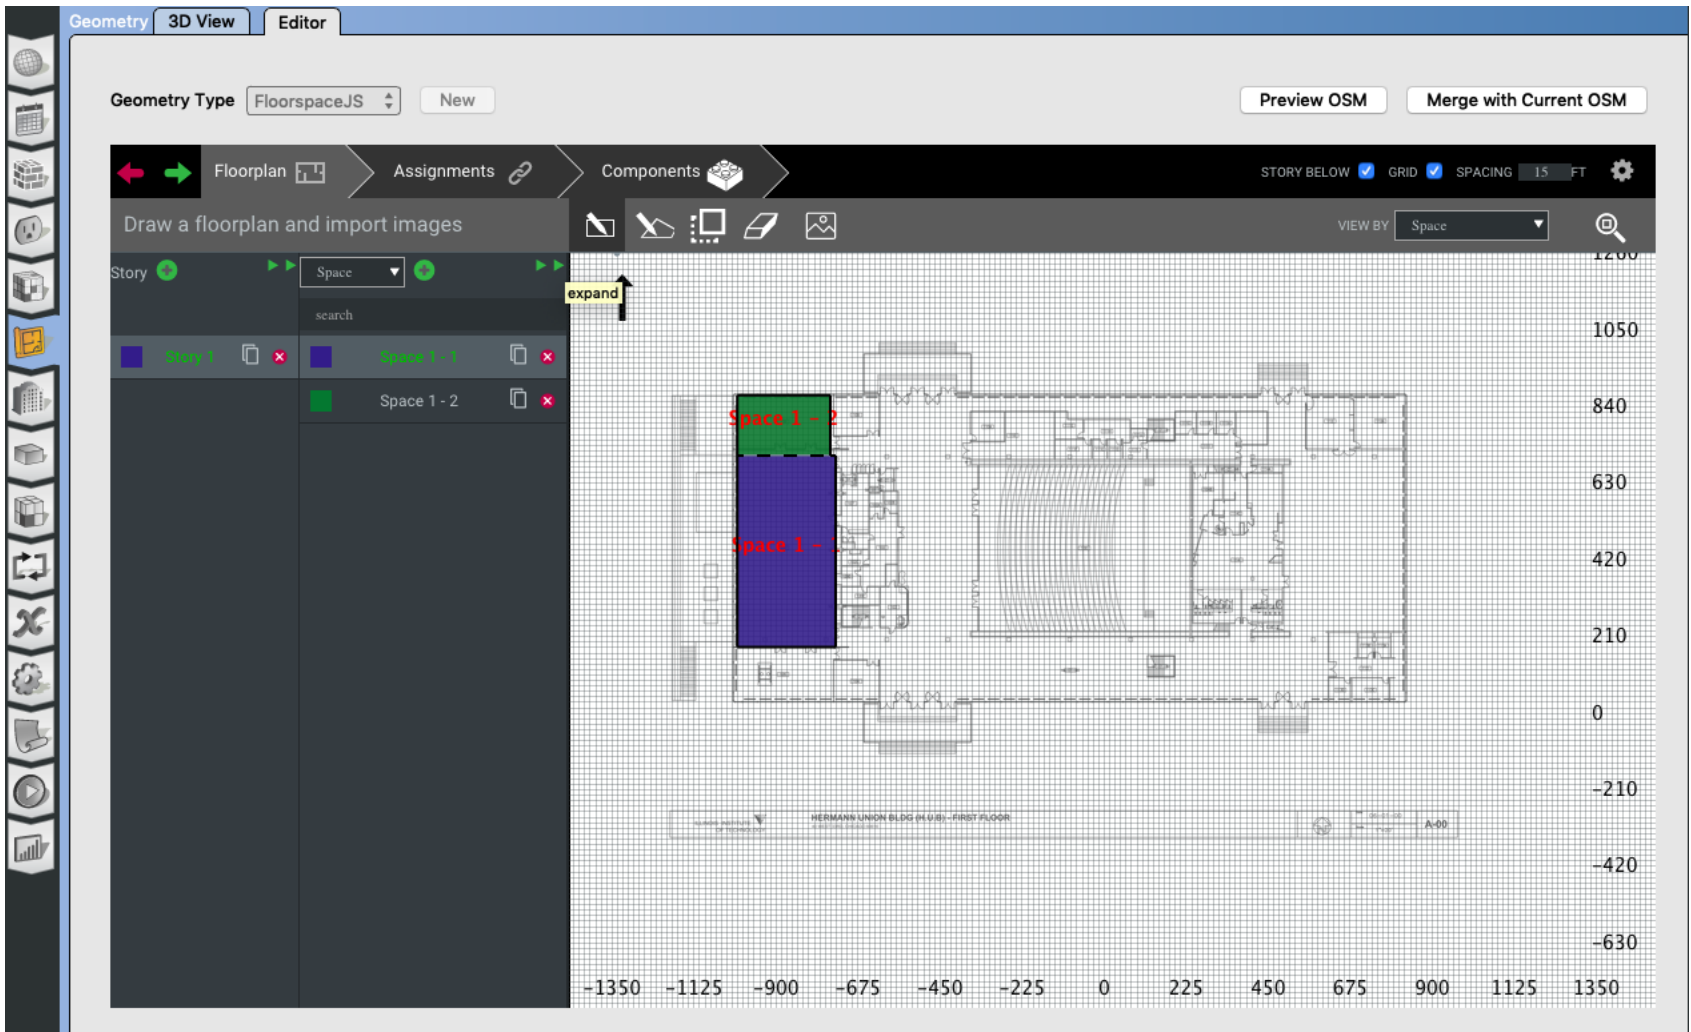 Geometry 3D View Editor
Geometry Type FloorspaceJS New Preview OSM Merge with Current OSM
Floorplan Assignments Components STORY BELOW GRID SPACING 15 FT
Draw a floorplan and import images VIEW BY Space
Story Space
expand
search
Story 1 Space 1 - 1
Space 1 - 2
Space 1 - 2
Space 1 -
1260
1050
840
630
420
210
0
-210
HERMANN UNION BLDG (H.U.B) - FIRST FLOOR
A-00
-420
-630
-1350 -1125 -900 -675 -450 -225 0 225 450 675 900 1125 1350